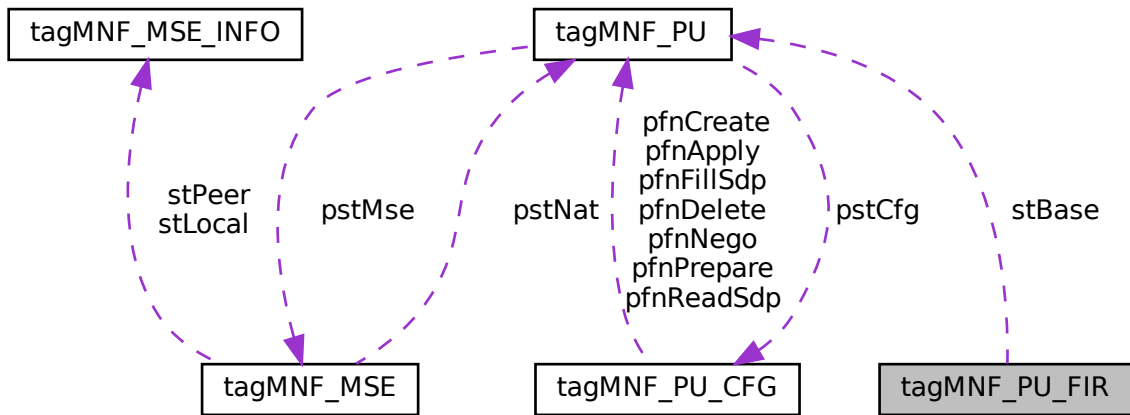 tagMNF_MSE_INFO
tagMNF_PU
pfnCreate
pfnApply
pfnFillSdp
pfnDelete
pfnNego
pfnPrepare
pfnReadSdp
stPeer
stLocal
pstMse
pstNat
pstCfg
stBase
tagMNF_MSE
tagMNF_PU_CFG
tagMNF_PU_FIR